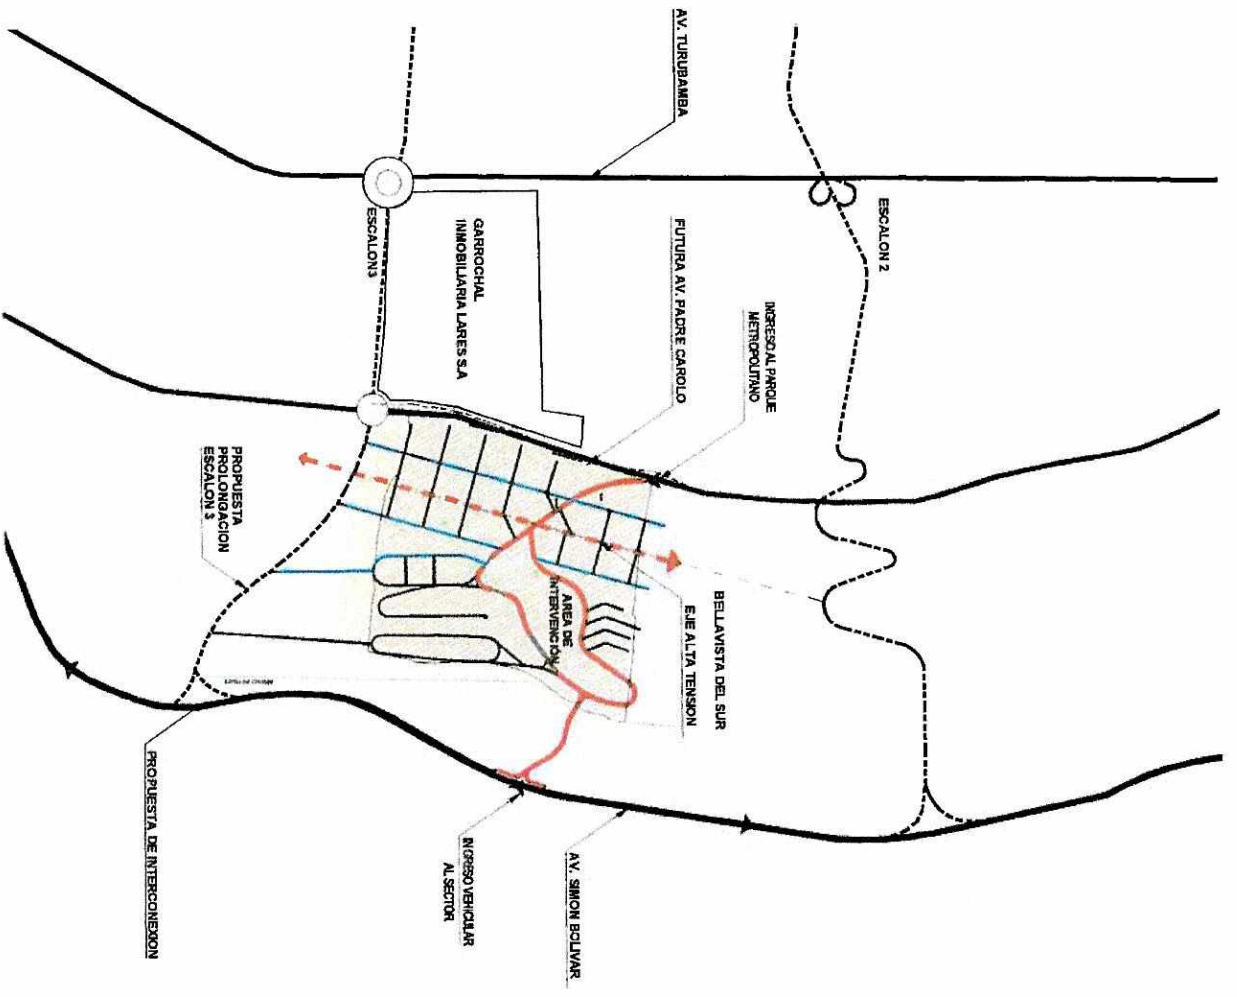 AV. TURUBAMBA
ESCALON 2
ESCALON3
GARROCHAL
INMOBILIARIA LARES S.A
FUTURA AV. PADRE CAROLO
INGRESO AL PARQUE
METROPOLITANO
PROPUESTA
PROLONGACION
ESCALON 3
AREA DE
INTERVENCIÓN
BELLAVISTA DEL SUR
EJE ALTA TENSION
PROPUESTA DE INTERCONEXION
INGRESO VEHICULAR
AL SECTOR
AV. SIMON BOLIVAR